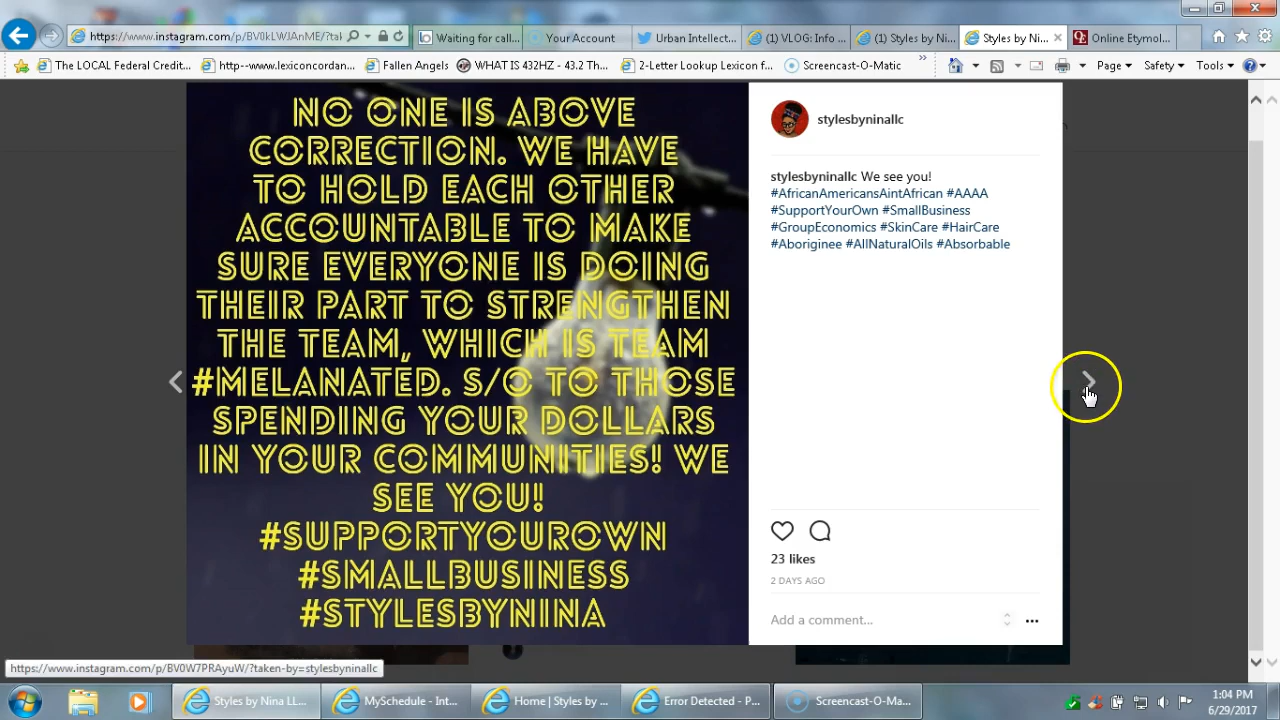 https://www.instagram.com/p/BV0kLWJAnME/?tal
Waiting for call...
Your Account
Urban Intellect...
(1) VLOG: Info ...
(1) Styles by Nin...
Styles by Ni...
Online Etymol...
The LOCAL Federal Credit...
http--www.lexiconcordan...
Fallen Angels
WHAT IS 432HZ - 43.2 Th...
2-Letter Lookup Lexicon f...
Screencast-O-Matic
Page
Safety
Tools
NO ONE IS ABOVE
CORRECTION. WE HAVE
TO HOLD EACH OTHER
ACCOUNTABLE TO MAKE
SURE EVERYONE IS DOING
THEIR PART TO STRENGTHEN
THE TEAM, WHICH IS TEAM
#MELANATED. S/O TO THOSE
SPENDING YOUR DOLLARS
IN YOUR COMMUNITIES! WE
SEE YOU!
#SUPPORTYOUROWN
#SMALLBUSINESS
#STYLESBYNINA
stylesbyninallc
stylesbyninallc We see you!
#AfricanAmericansAintAfrican #AAAA
#SupportYourOwn #SmallBusiness
#GroupEconomics #SkinCare #HairCare
#Aboriginee #AllNaturalOils #Absorbable
23 likes
2 DAYS AGO
Add a comment...
https://www.instagram.com/p/BV0W7PRAyuW/?taken-by=stylesbyninallc
Styles by Nina LL...
MySchedule - Int...
Home | Styles by ...
Error Detected - P...
Screencast-O-Ma...
1:04 PM
6/29/2017